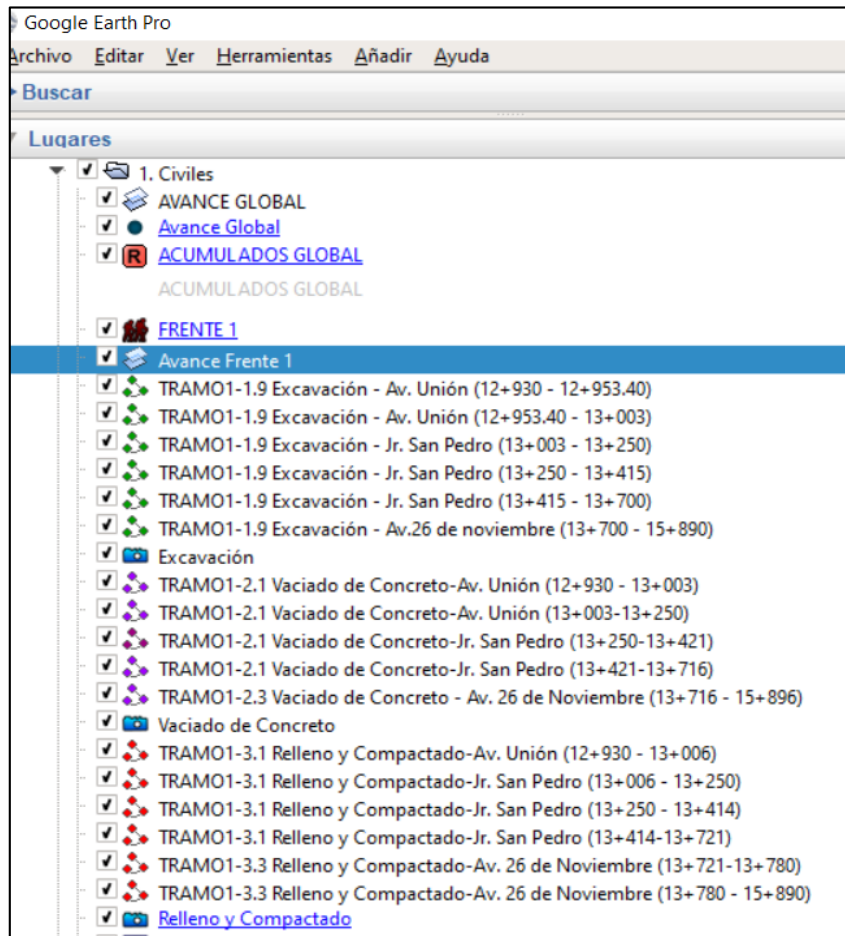 Google Earth Pro
Archivo Editar Ver Herramientas Añadir Ayuda
Buscar
Lugares
1. Civiles
AVANCE GLOBAL
Avance Global
R ACUMULADOS GLOBAL
ACUMULADOS GLOBAL
FRENTE 1
Avance Frente 1
TRAMO1-1.9 Excavación - Av. Unión (12+930 - 12+953.40)
TRAMO1-1.9 Excavación - Av. Unión (12+953.40 - 13+003)
TRAMO1-1.9 Excavación - Jr. San Pedro (13+003 - 13+250)
TRAMO1-1.9 Excavación - Jr. San Pedro (13+250 - 13+415)
TRAMO1-1.9 Excavación - Jr. San Pedro (13+415 - 13+700)
TRAMO1-1.9 Excavación - Av.26 de noviembre (13+700 - 15+890)
Excavación
TRAMO1-2.1 Vaciado de Concreto-Av. Unión (12+930 - 13+003)
TRAMO1-2.1 Vaciado de Concreto-Av. Unión (13+003-13+250)
TRAMO1-2.1 Vaciado de Concreto-Jr. San Pedro (13+250-13+421)
TRAMO1-2.1 Vaciado de Concreto-Jr. San Pedro (13+421-13+716)
TRAMO1-2.3 Vaciado de Concreto - Av. 26 de Noviembre (13+716 - 15+896)
Vaciado de Concreto
TRAMO1-3.1 Relleno y Compactado-Av. Unión (12+930 - 13+006)
TRAMO1-3.1 Relleno y Compactado-Jr. San Pedro (13+006 - 13+250)
TRAMO1-3.1 Relleno y Compactado-Jr. San Pedro (13+250 - 13+414)
TRAMO1-3.1 Relleno y Compactado-Jr. San Pedro (13+414-13+721)
TRAMO1-3.3 Relleno y Compactado-Av. 26 de Noviembre (13+721-13+780)
TRAMO1-3.3 Relleno y Compactado-Av. 26 de Noviembre (13+780 - 15+890)
Relleno y Compactado